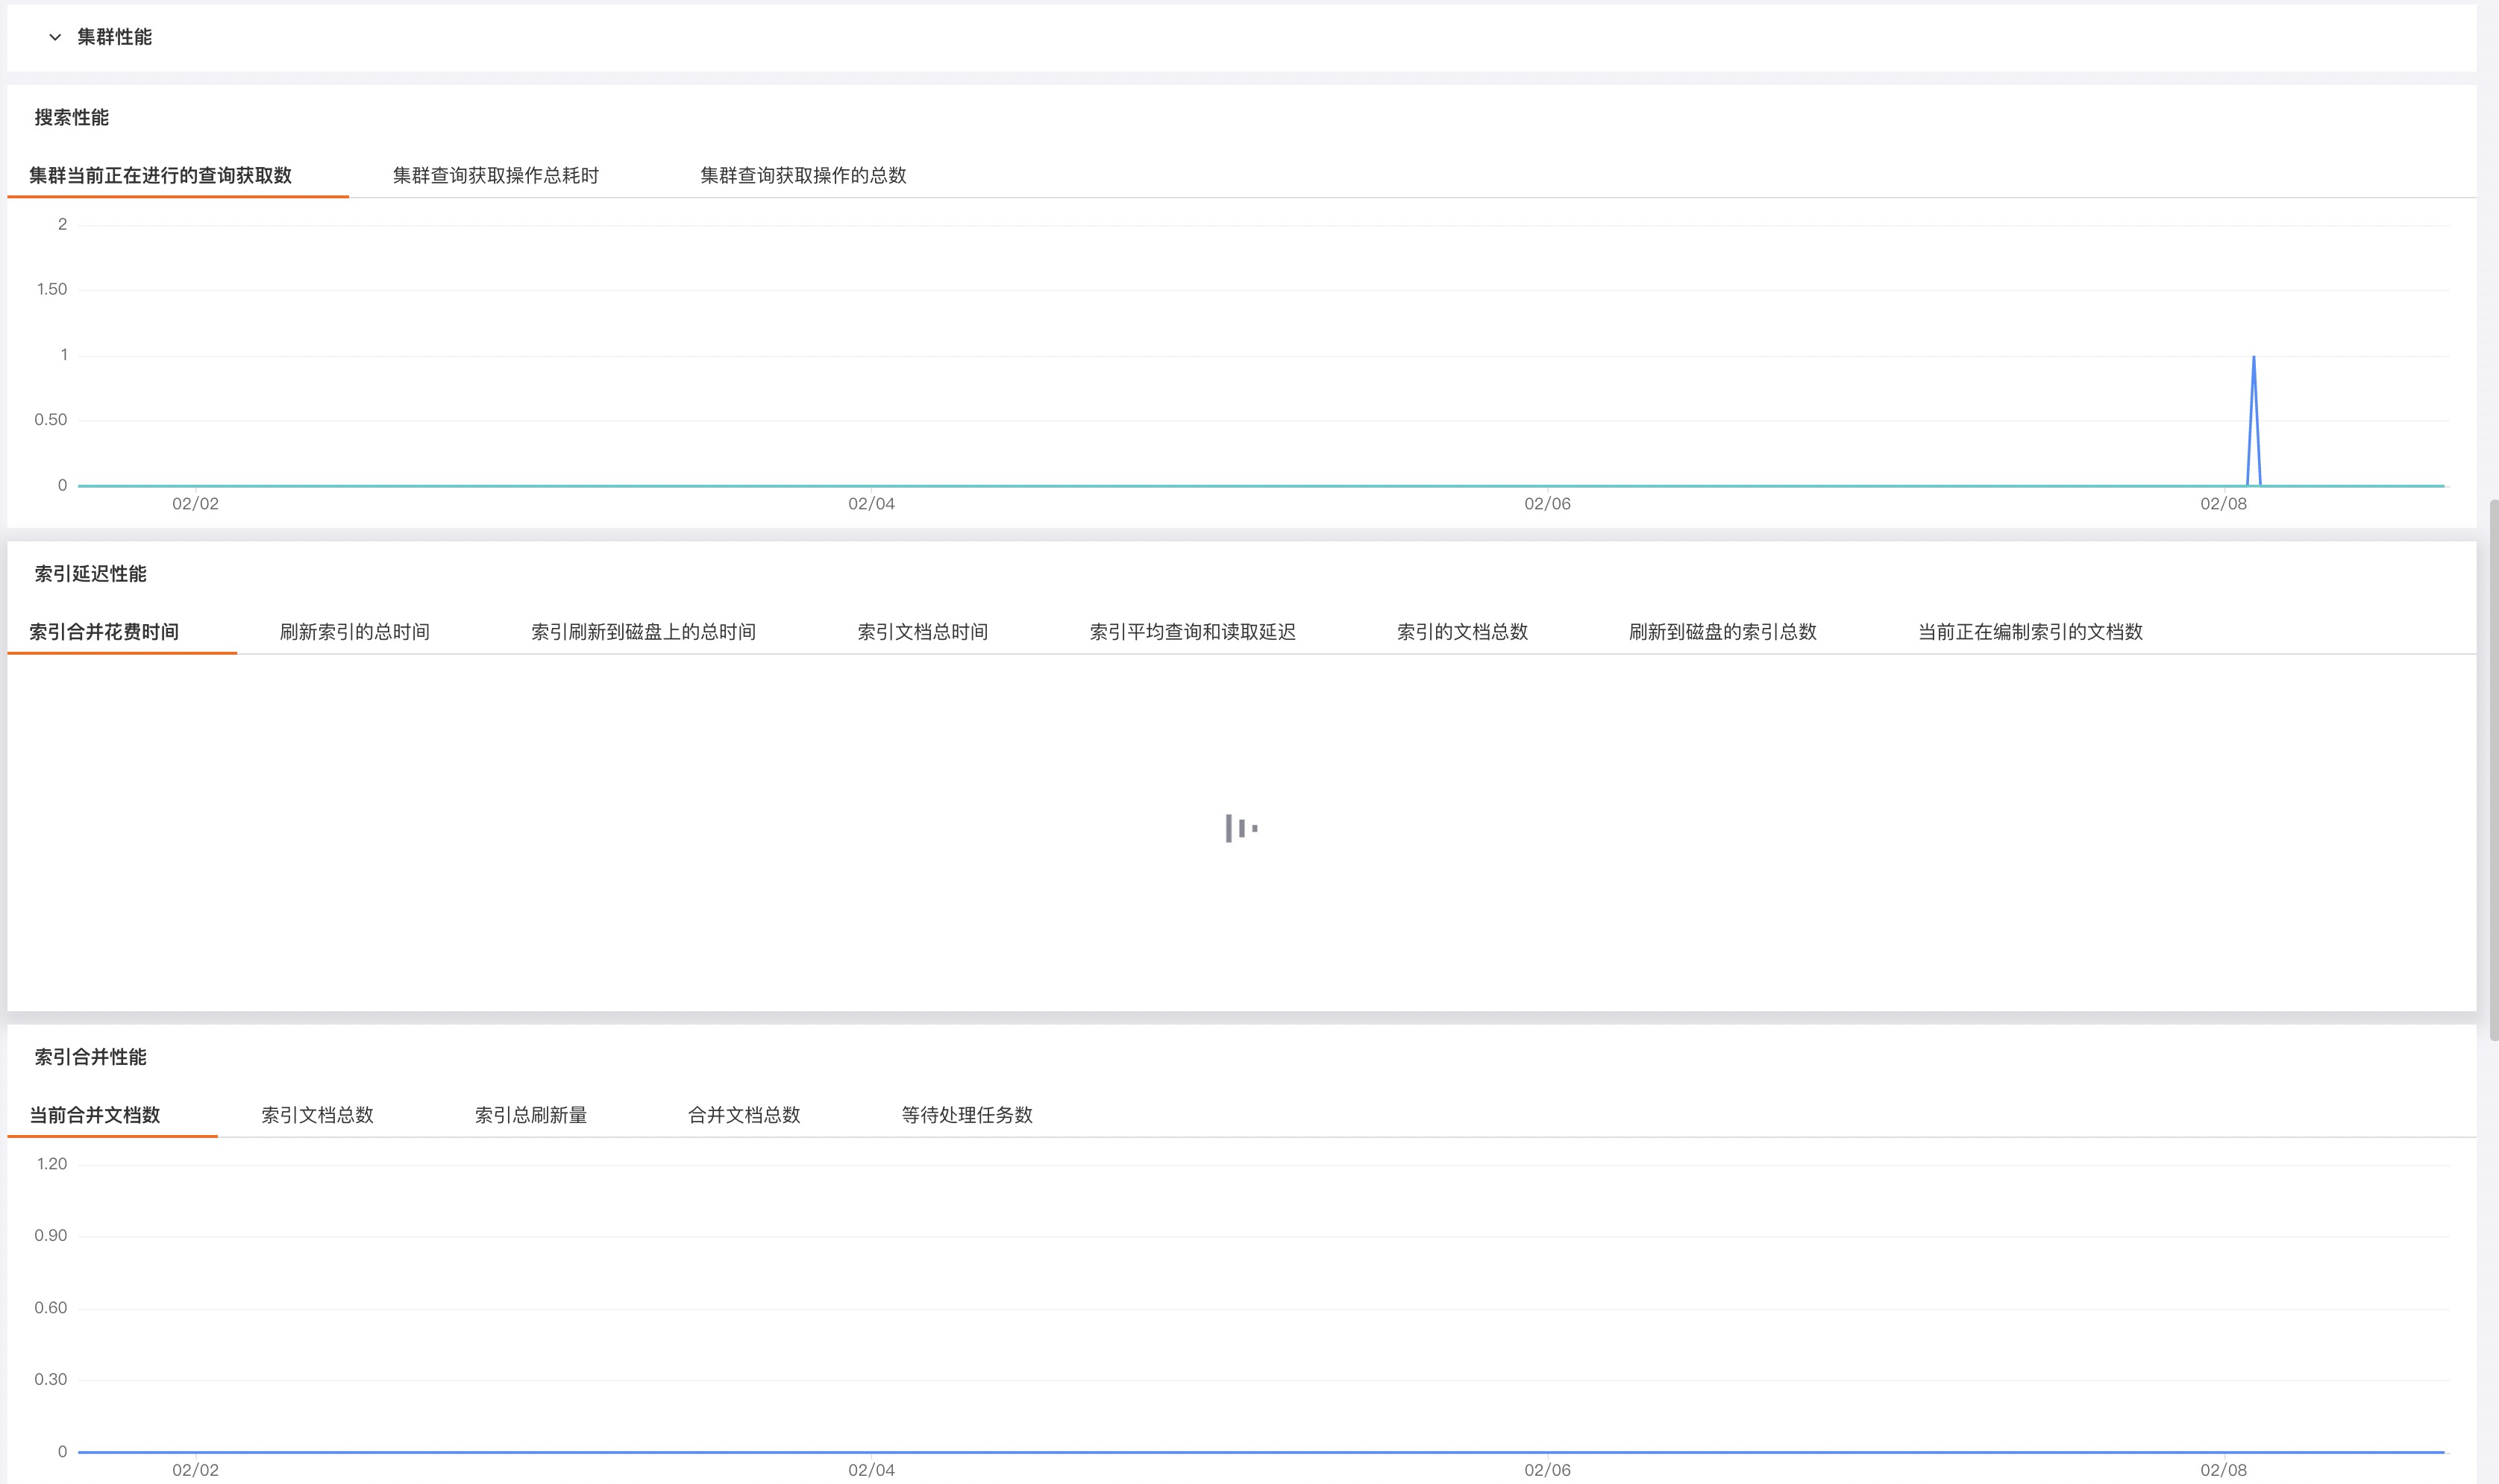 集群性能
搜索性能
集群当前正在进行的查询获取数 集群查询获取操作总耗时 集群查询获取操作的总数
2
1.50
1
0.50
0
02/02 02/04 02/06 02/08
索引延迟性能
索引合并花费时间 刷新索引的总时间 索引刷新到磁盘上的总时间 索引文档总时间 索引平均查询和读取延迟 索引的文档总数 刷新到磁盘的索引总数 当前正在编制索引的文档数
索引合并性能
当前合并文档数 索引文档总数 索引总刷新量 合并文档总数 等待处理任务数
1.20
0.90
0.60
0.30
0
02/02 02/04 02/06 02/08